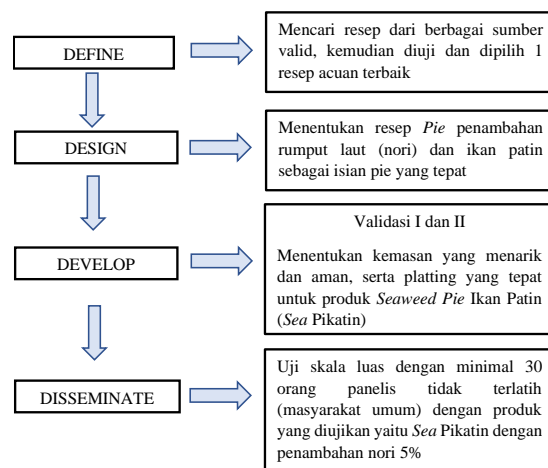 DEFINE
Mencari resep dari berbagai sumber
valid, kemudian diuji dan dipilih 1
resep acuan terbaik
DESIGN
Menentukan resep Pie penambahan
rumput laut (nori) dan ikan patin
sebagai isian pie yang tepat
DEVELOP
Validasi I dan II
Menentukan kemasan yang menarik
dan aman, serta platting yang tepat
untuk produk Seaweed Pie Ikan Patin
(Sea Pikatin)
DISSEMINATE
Uji skala luas dengan minimal 30
orang panelis tidak terlatih
(masyarakat umum) dengan produk
yang diujikan yaitu Sea Pikatin dengan
penambahan nori 5%